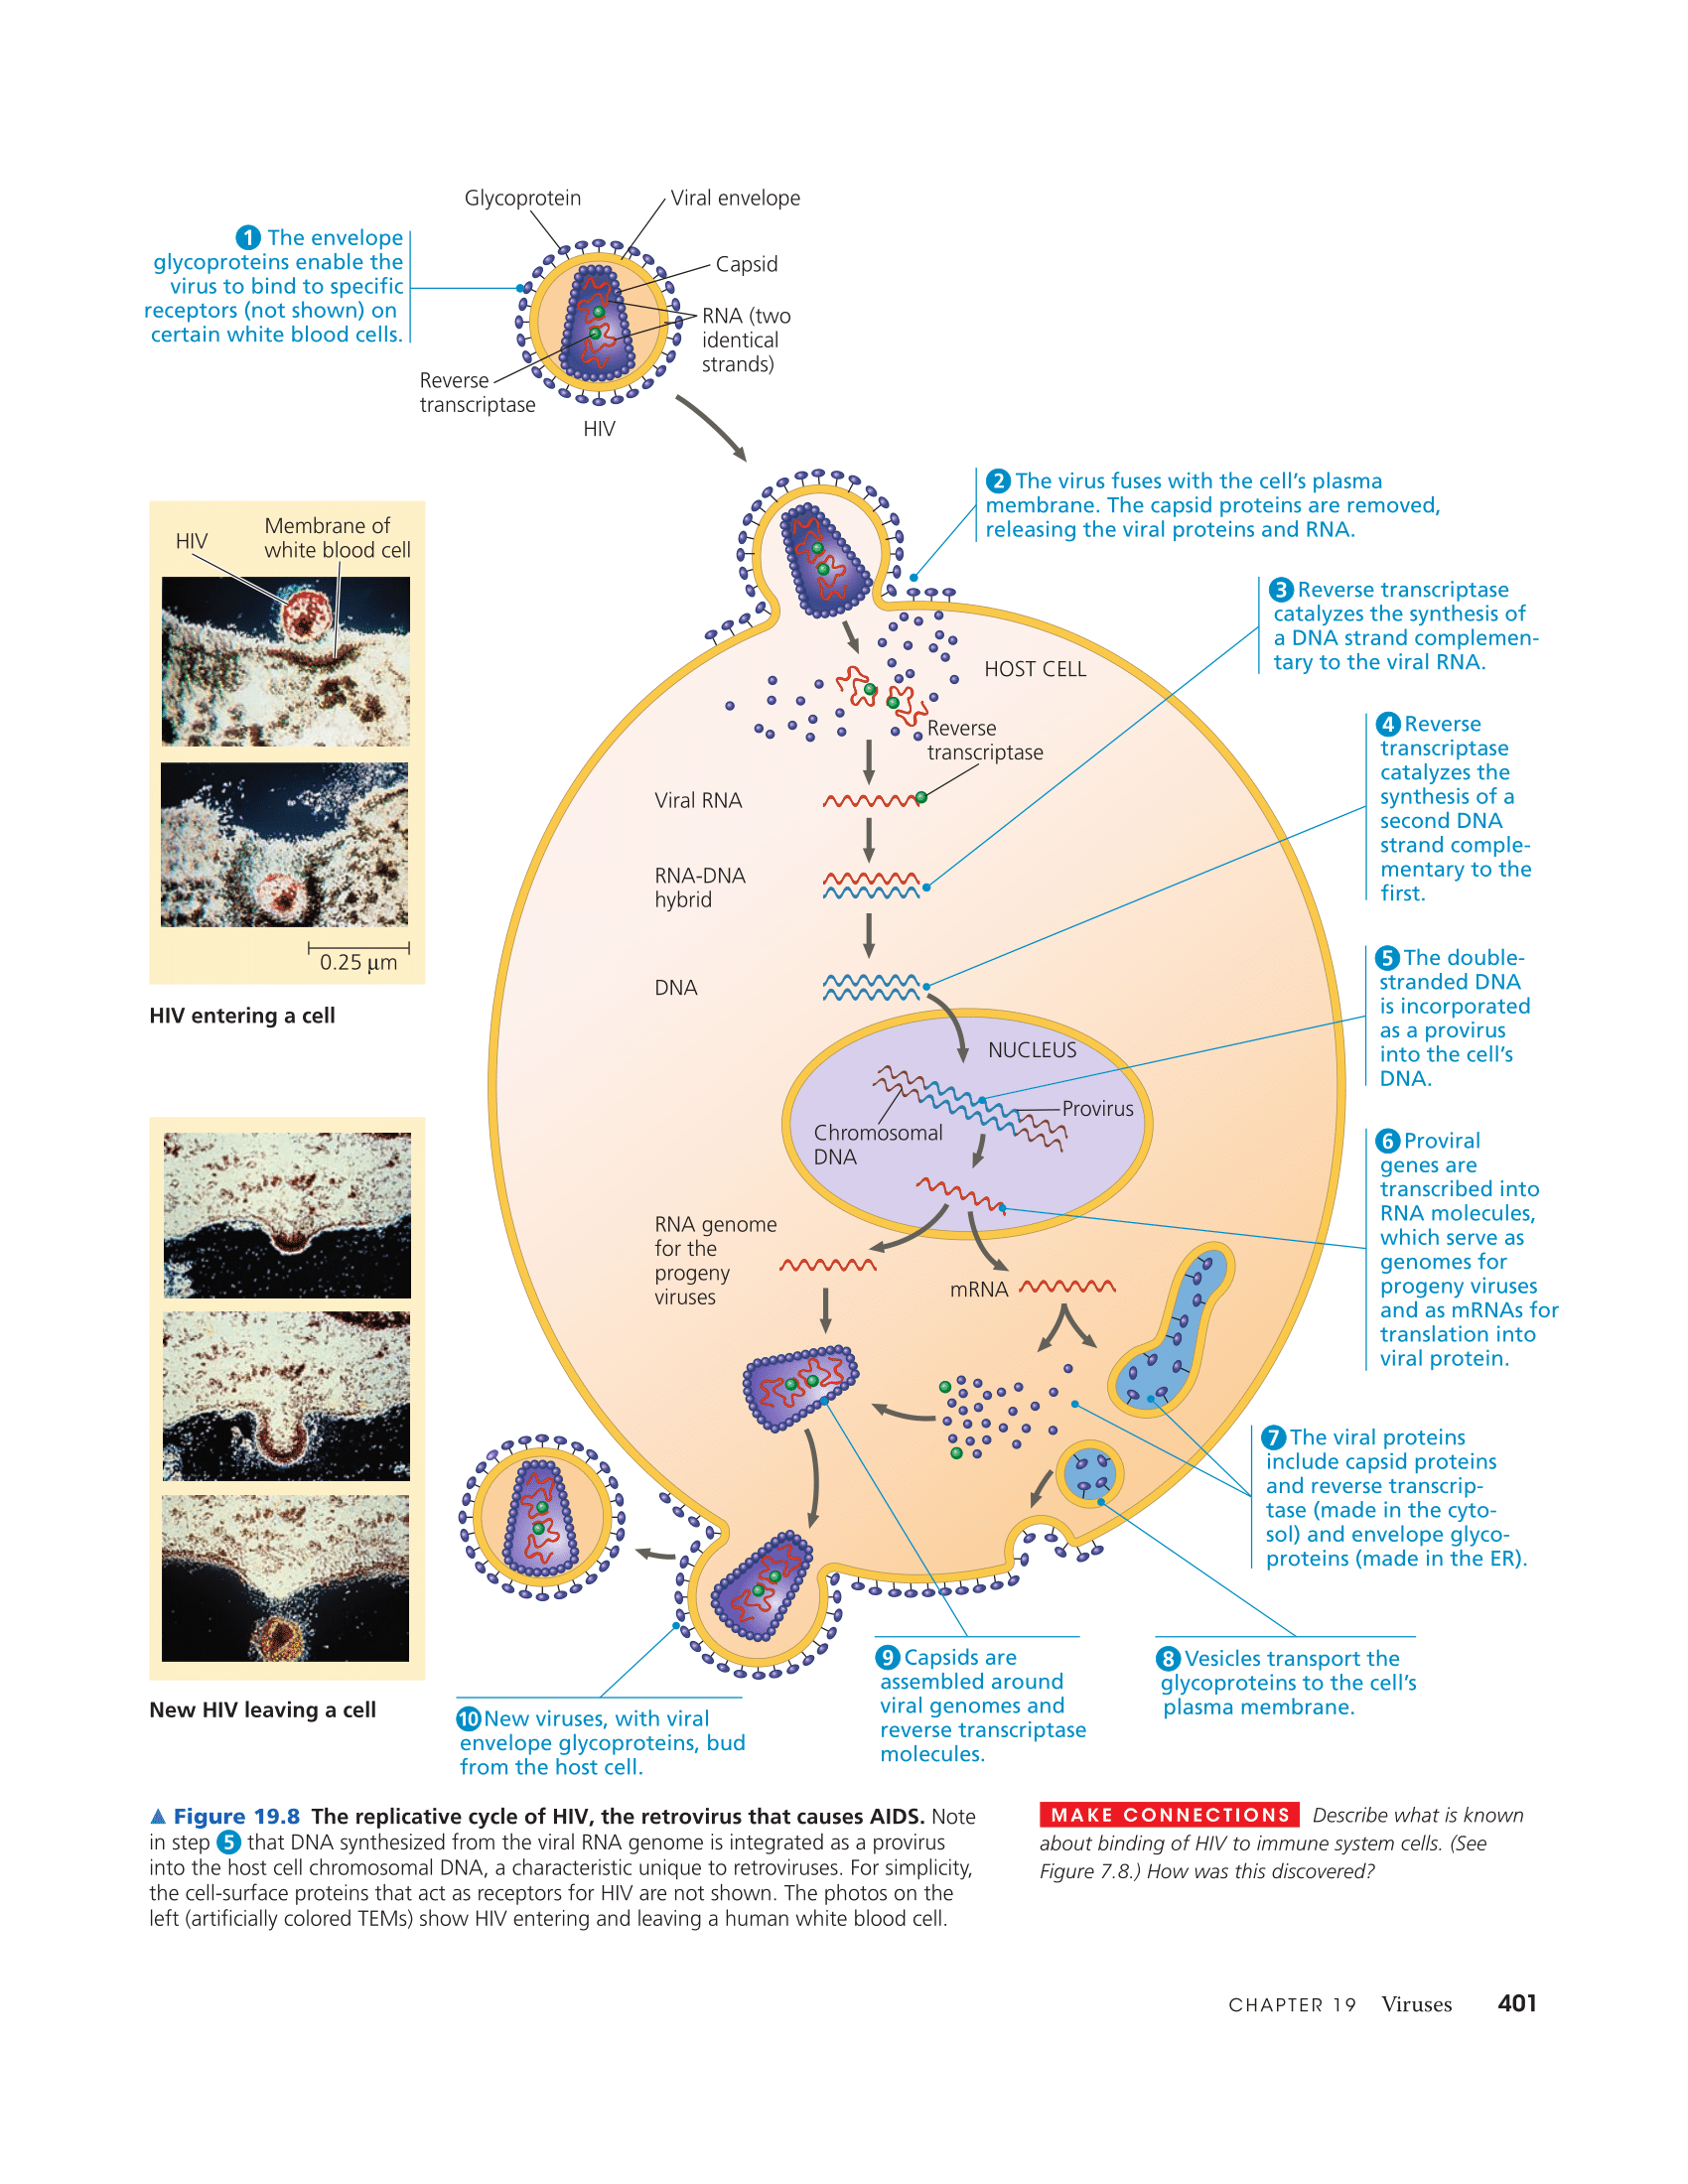 Glycoprotein
Viral envelope
1 The envelope
glycoproteins enable the
virus to bind to specific
receptors (not shown) on
certain white blood cells.
Capsid
RNA (two
identical
strands)
Reverse
transcriptase
HIV
2 The virus fuses with the cell’s plasma
membrane. The capsid proteins are removed,
releasing the viral proteins and RNA.
HIV
Membrane of
white blood cell
0.25 µm
HIV entering a cell
3 Reverse transcriptase
catalyzes the synthesis of
a DNA strand complemen-
tary to the viral RNA.
HOST CELL
Reverse
transcriptase
4 Reverse
transcriptase
catalyzes the
synthesis of a
second DNA
strand comple-
mentary to the
first.
Viral RNA
RNA-DNA
hybrid
DNA
5 The double-
stranded DNA
is incorporated
as a provirus
into the cell’s
DNA.
NUCLEUS
Provirus
Chromosomal
DNA
6 Proviral
genes are
transcribed into
RNA molecules,
which serve as
genomes for
progeny viruses
and as mRNAs for
translation into
viral protein.
RNA genome
for the
progeny
viruses
mRNA
7 The viral proteins
include capsid proteins
and reverse transcrip-
tase (made in the cyto-
sol) and envelope glyco-
proteins (made in the ER).
New HIV leaving a cell
8 Vesicles transport the
glycoproteins to the cell’s
plasma membrane.
9 Capsids are
assembled around
viral genomes and
reverse transcriptase
molecules.
10 New viruses, with viral
envelope glycoproteins, bud
from the host cell.
▲ Figure 19.8 The replicative cycle of HIV, the retrovirus that causes AIDS. Note
in step 5 that DNA synthesized from the viral RNA genome is integrated as a provirus
into the host cell chromosomal DNA, a characteristic unique to retroviruses. For simplicity,
the cell-surface proteins that act as receptors for HIV are not shown. The photos on the
left (artificially colored TEMs) show HIV entering and leaving a human white blood cell.
MAKE CONNECTIONS Describe what is known
about binding of HIV to immune system cells. (See
Figure 7.8.) How was this discovered?
CHAPTER 19 Viruses 401